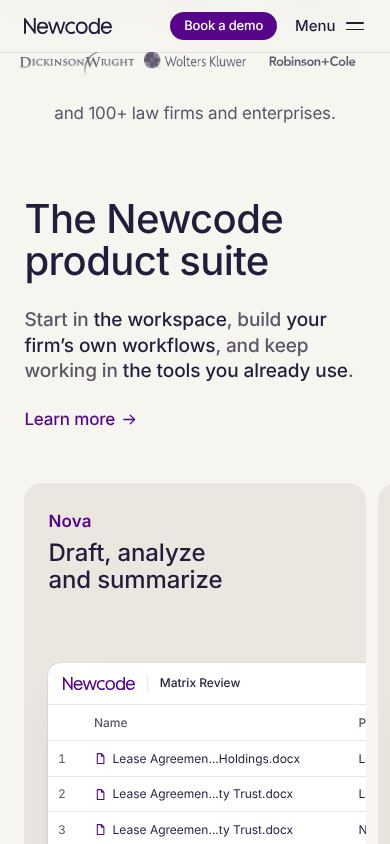 Newcode
Book a demo
Menu
DICKINSON WRIGHT
Wolters Kluwer
Robinson+Cole
and 100+ law firms and enterprises.
The Newcode
product suite
Start in the workspace, build your
firm’s own workflows, and keep
working in the tools you already use.
Learn more →
Nova
Draft, analyze
and summarize
Newcode
Matrix Review
Name
1 Lease Agreemen...Holdings.docx
2 Lease Agreemen...ty Trust.docx
3 Lease Agreemen...ty Trust.docx